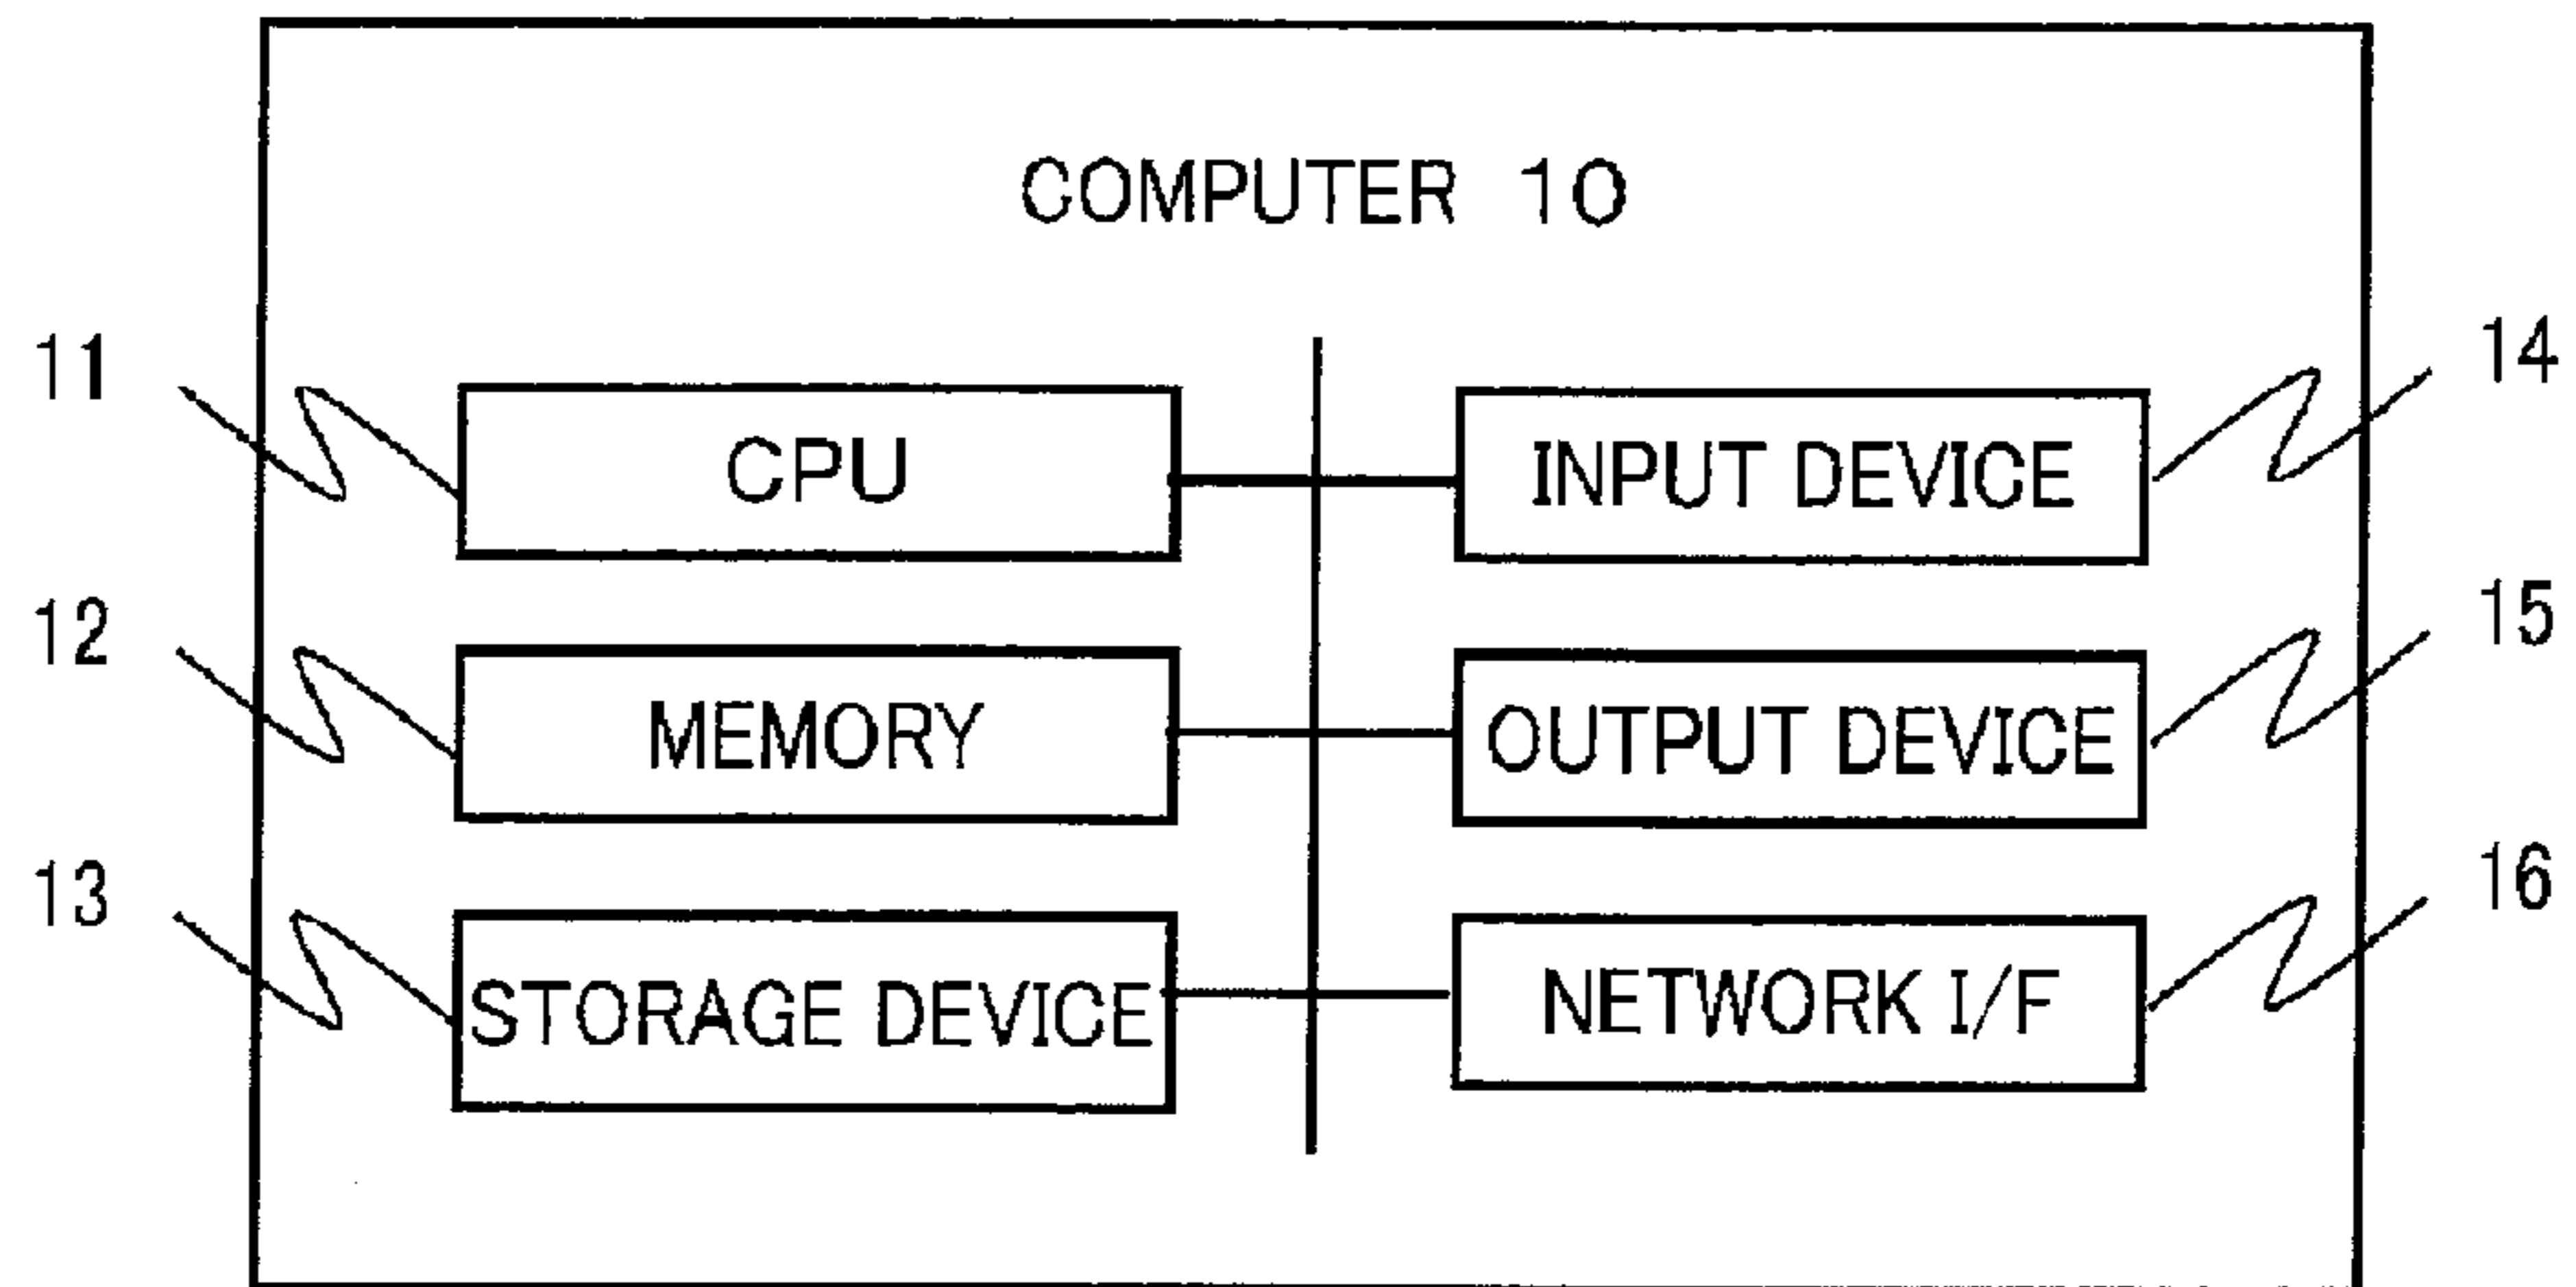 COMPUTER 10
11 CPU INPUT DEVICE 14
12 MEMORY OUTPUT DEVICE 15
13 STORAGE DEVICE NETWORK I/F 16